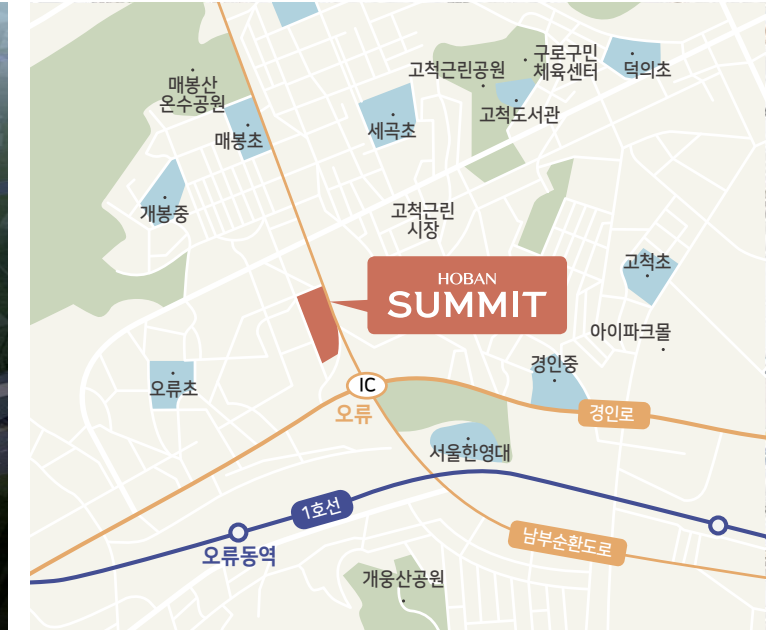 매봉산
온수공원
매봉초
개봉중
세곡초
고척근린공원
구로구민
체육센터
덕의초
고척도서관
고척근린
시장
고척초
HOBAN
SUMMIT
아이파크몰
오류초
IC
오류
경인중
경인로
서울한영대
1호선
오류동역
남부순환도로
개웅산공원